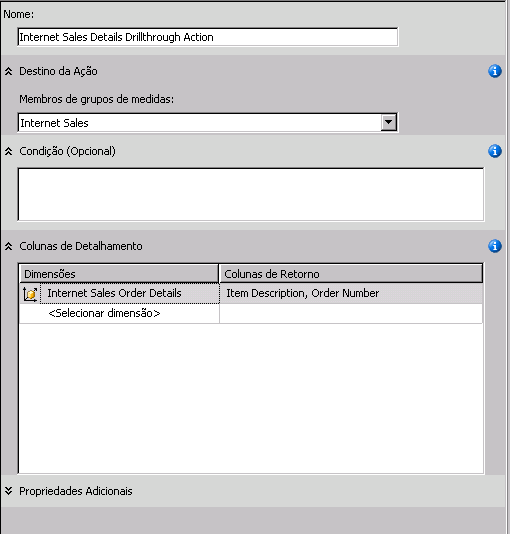 Nome:
Internet Sales Details Drillthrough Action
Destino da Ação
Membros de grupos de medidas:
Internet Sales
Condição (Opcional)
Colunas de Detalhamento
Dimensões Colunas de Retorno
Internet Sales Order Details Item Description, Order Number
<Selecionar dimensão>
Propriedades Adicionais